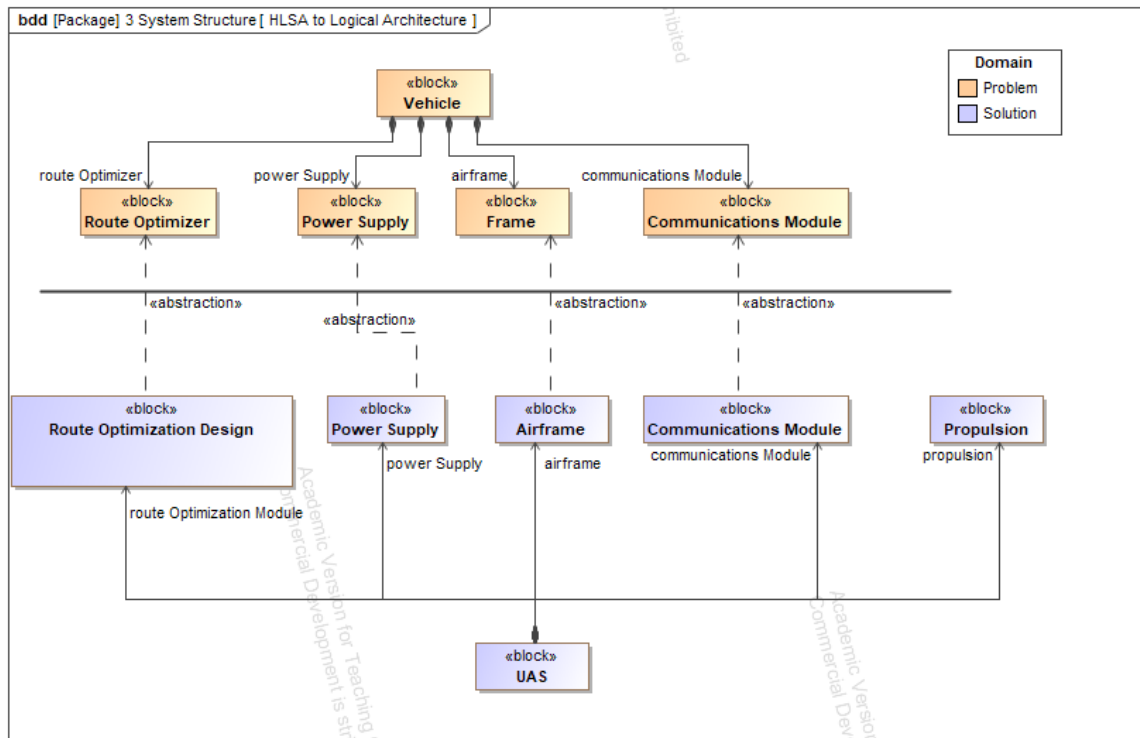 bdd [Package] 3 System Structure [ HLSA to Logical Architecture ]
hibited
Domain
Problem
Solution
«block»
Vehicle
route Optimizer
power Supply
airframe
communications Module
«block»
Route Optimizer
«block»
Power Supply
«block»
Frame
«block»
Communications Module
«abstraction»
«abstraction»
«abstraction»
«abstraction»
«block»
Route Optimization Design
«block»
Power Supply
«block»
Airframe
«block»
Communications Module
«block»
Propulsion
route Optimization Module
power Supply
airframe
communications Module
propulsion
«block»
UAS
Academic Version for Teaching
Commercial Development is stri
Academic Version
Commercial Dev